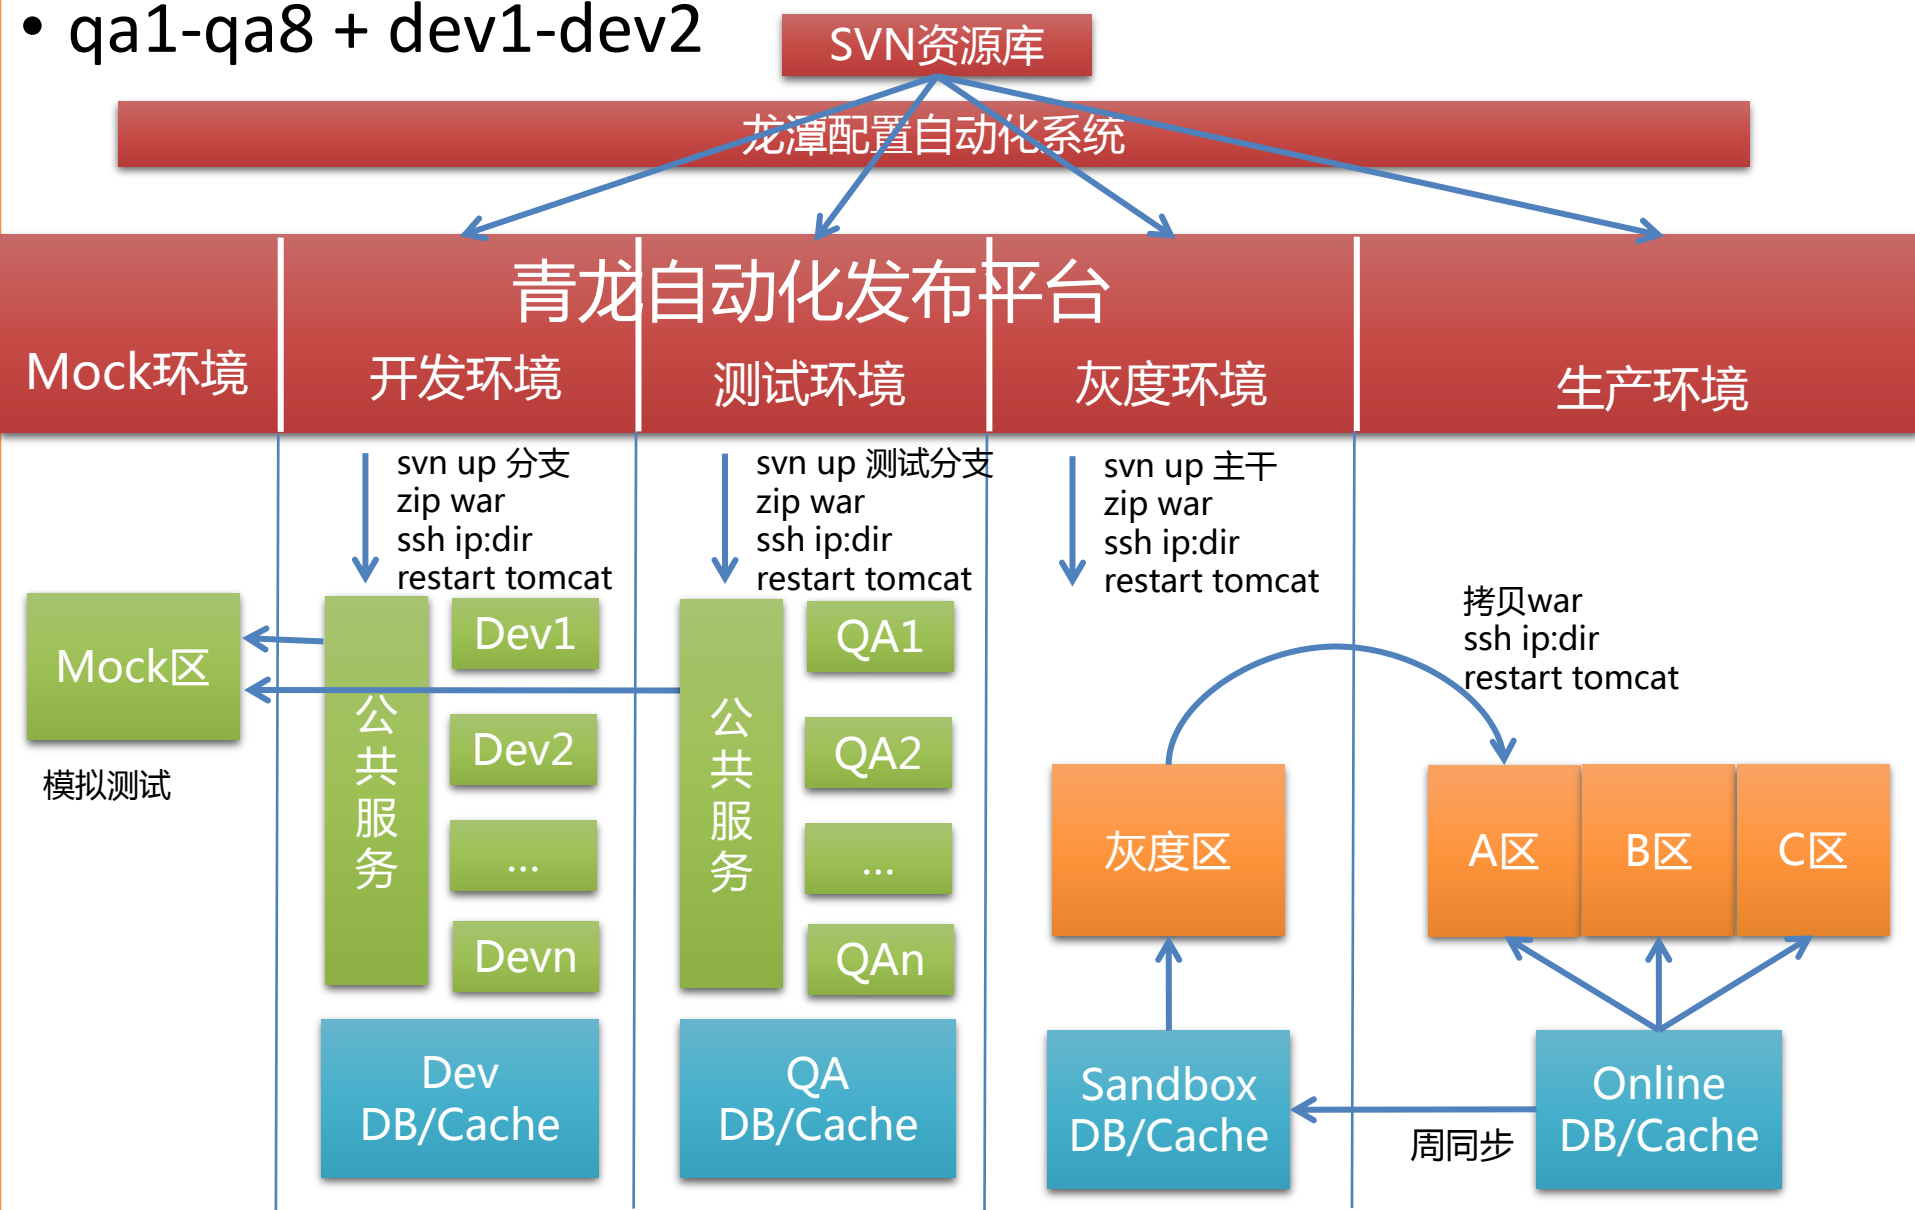 • qa1-qa8 + dev1-dev2
SVN资源库
龙潭配置自动化系统
青龙自动化发布平台
Mock环境
开发环境
测试环境
灰度环境
生产环境
svn up 分支
zip war
ssh ip:dir
restart tomcat
svn up 测试分支
zip war
ssh ip:dir
restart tomcat
svn up 主干
zip war
ssh ip:dir
restart tomcat
拷贝war
ssh ip:dir
restart tomcat
Mock区
模拟测试
公
共
服
务
Dev1
Dev2
...
Devn
公
共
服
务
QA1
QA2
...
QAn
灰度区
A区
B区
C区
Dev
DB/Cache
QA
DB/Cache
Sandbox
DB/Cache
周同步
Online
DB/Cache